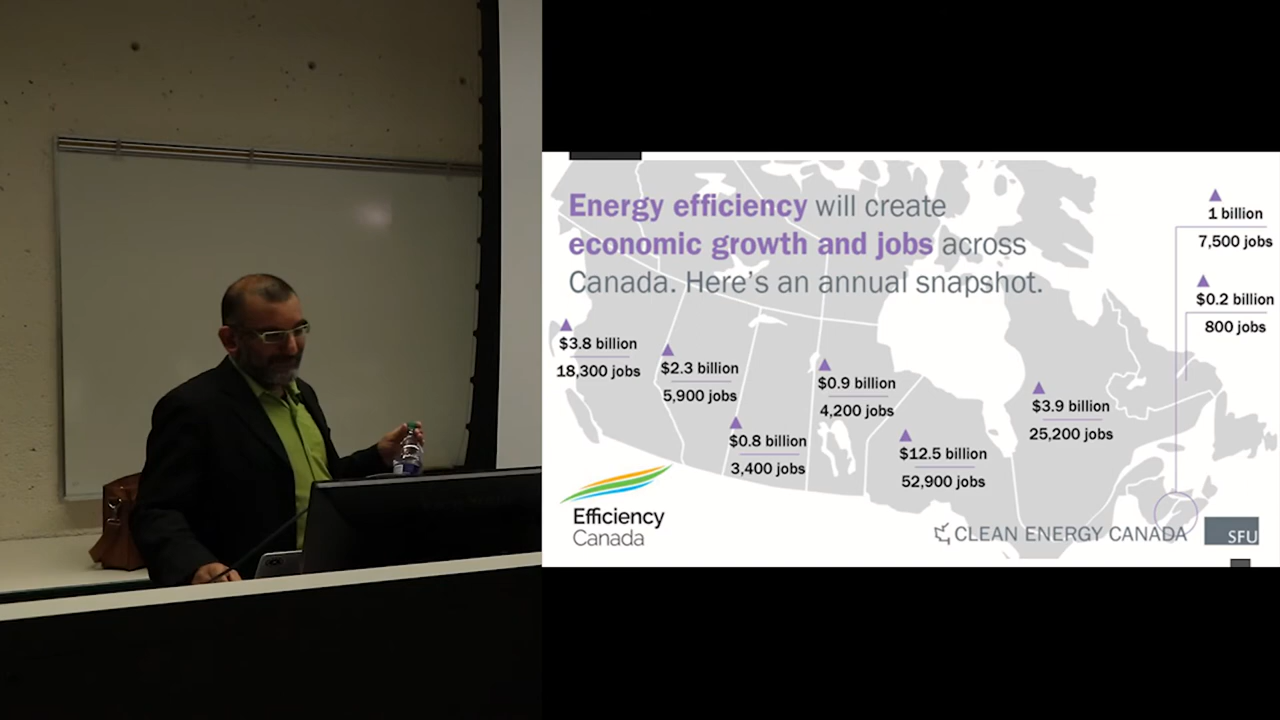 Energy efficiency will create
economic growth and jobs across
Canada. Here's an annual snapshot.
1 billion
7,500 jobs
$0.2 billion
800 jobs
$3.8 billion
18,300 jobs
$2.3 billion
5,900 jobs
$0.9 billion
4,200 jobs
$3.9 billion
25,200 jobs
$0.8 billion
3,400 jobs
$12.5 billion
52,900 jobs
Efficiency
Canada
CLEAN ENERGY CANADA
SFU